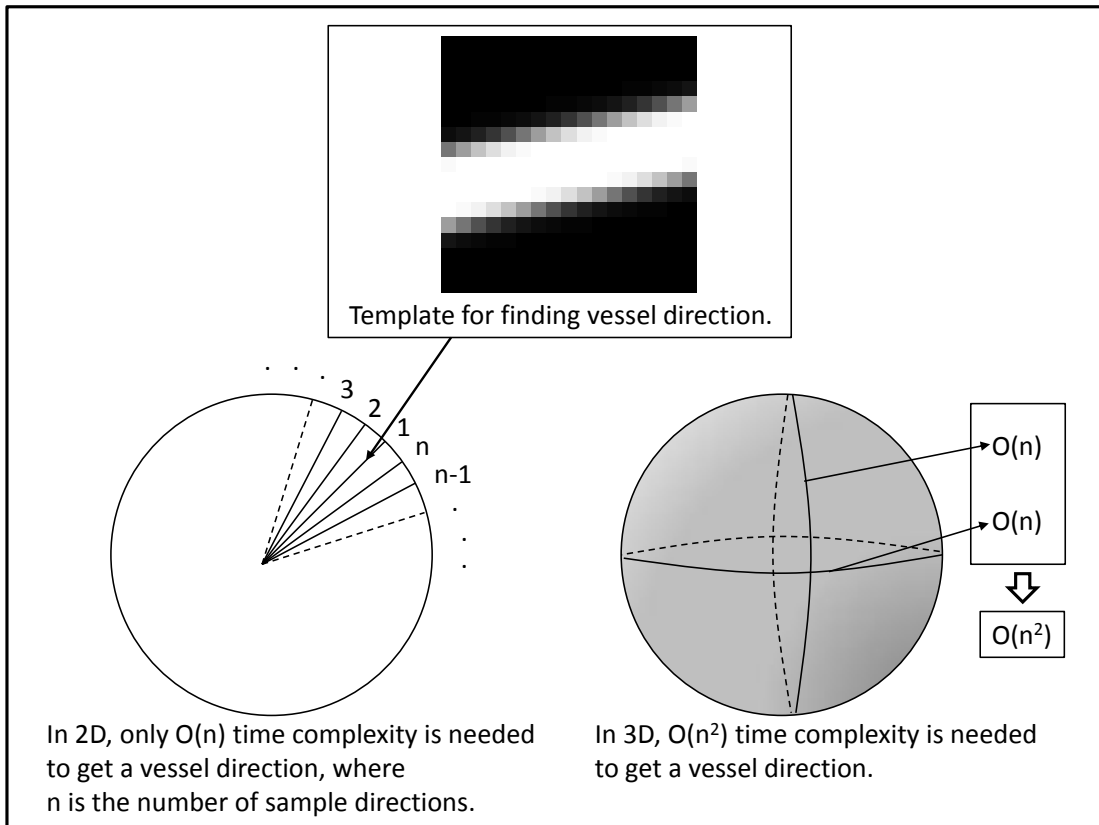 Template for finding vessel direction.
. . .
3
2
1
n
n-1
.
.
.
O(n)
O(n)
O(n²)
In 2D, only O(n) time complexity is needed
to get a vessel direction, where
n is the number of sample directions.
In 3D, O(n²) time complexity is needed
to get a vessel direction.